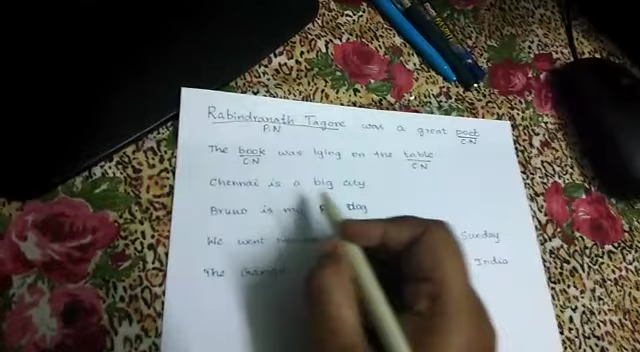 Rabindranath Tagore was a great poet
P.N C.N
The book was lying on the table
C.N C.N
Chennai is a big city
Bruno is my dog
We went Sunday
The India